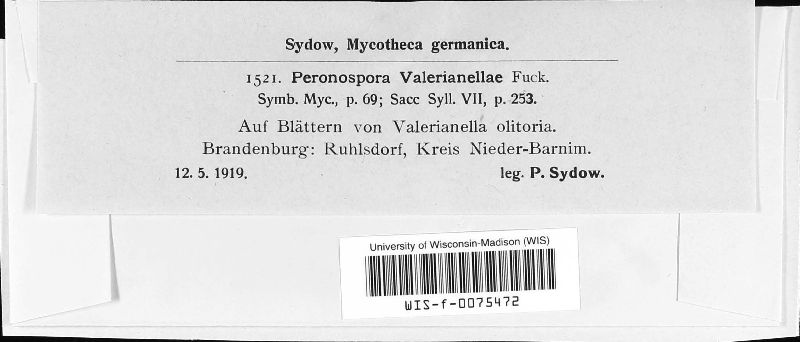 Sydow, Mycotheca germanica.
1521. Peronospora Valerianellae Fuck.
Symb. Myc., p. 69; Sacc Syll. VII, p. 253.
Auf Blättern von Valerianella olitoria.
Brandenburg: Ruhlsdorf, Kreis Nieder-Barnim.
12. 5. 1919. leg. P. Sydow.
University of Wisconsin-Madison (WIS)
WIS-f-0075472